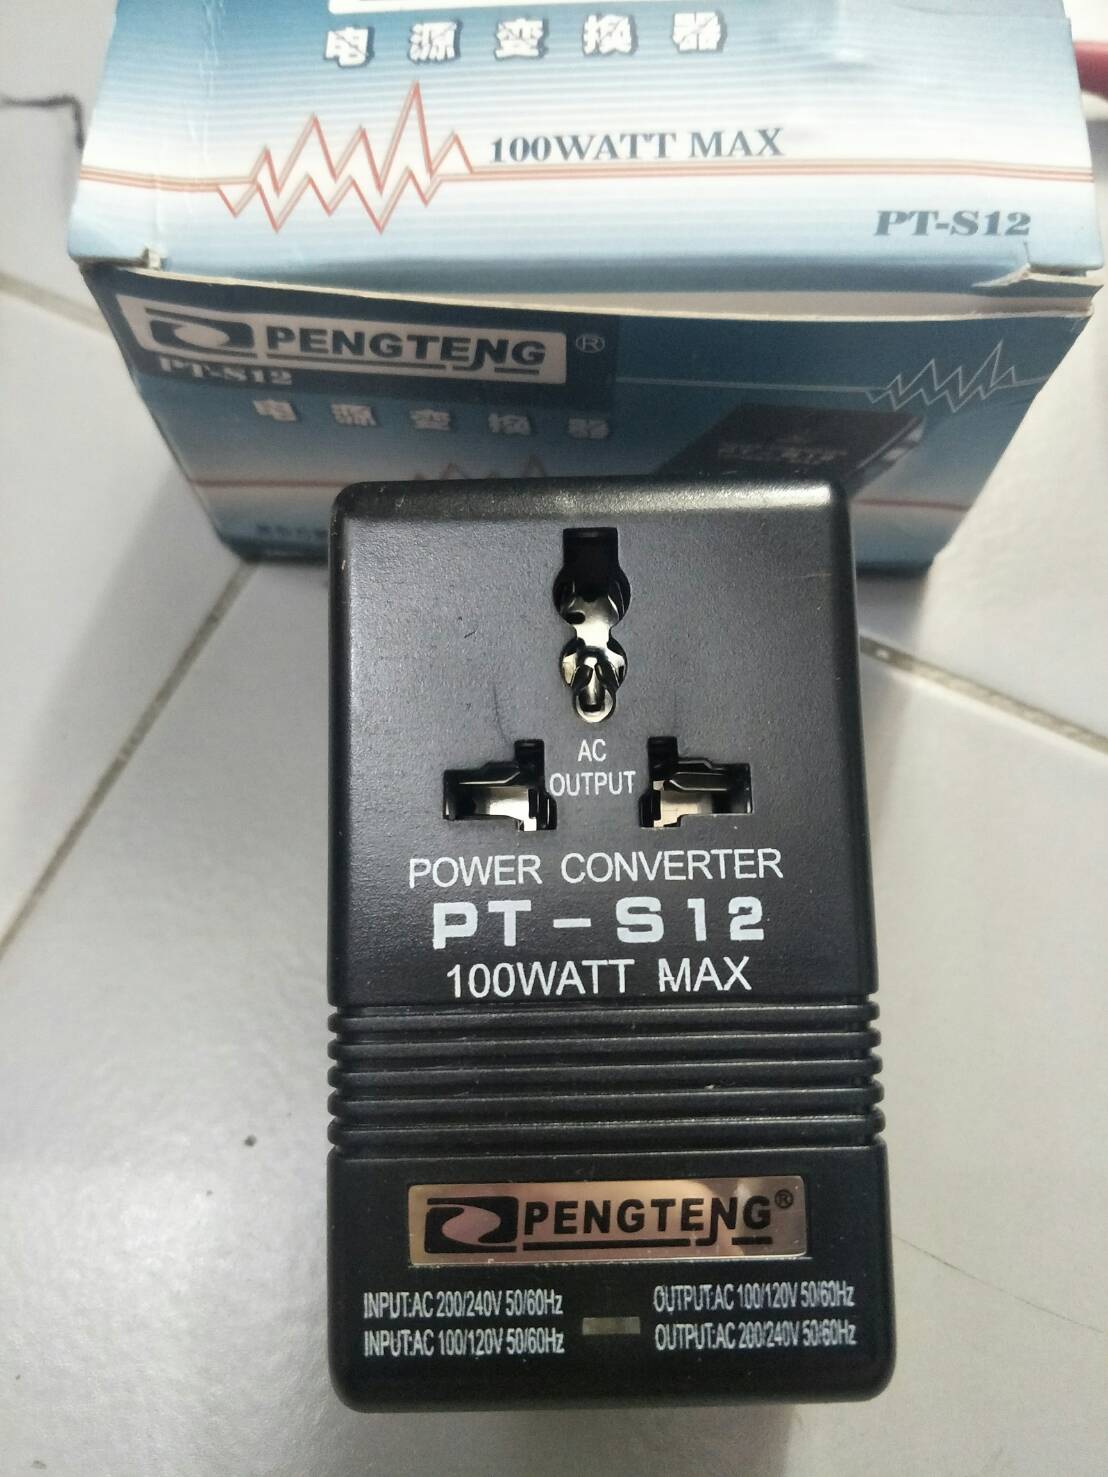 电源变换器
100WATT MAX
PT-S12
PENGTENG®
PT-S12
电源变换器
AC
OUTPUT
POWER CONVERTER
PT-S12
100WATT MAX
PENGTENG®
INPUT:AC 200/240V 50/60Hz OUTPUT:AC 100/120V 50/60Hz
INPUT:AC 100/120V 50/60Hz OUTPUT:AC 200/240V 50/60Hz